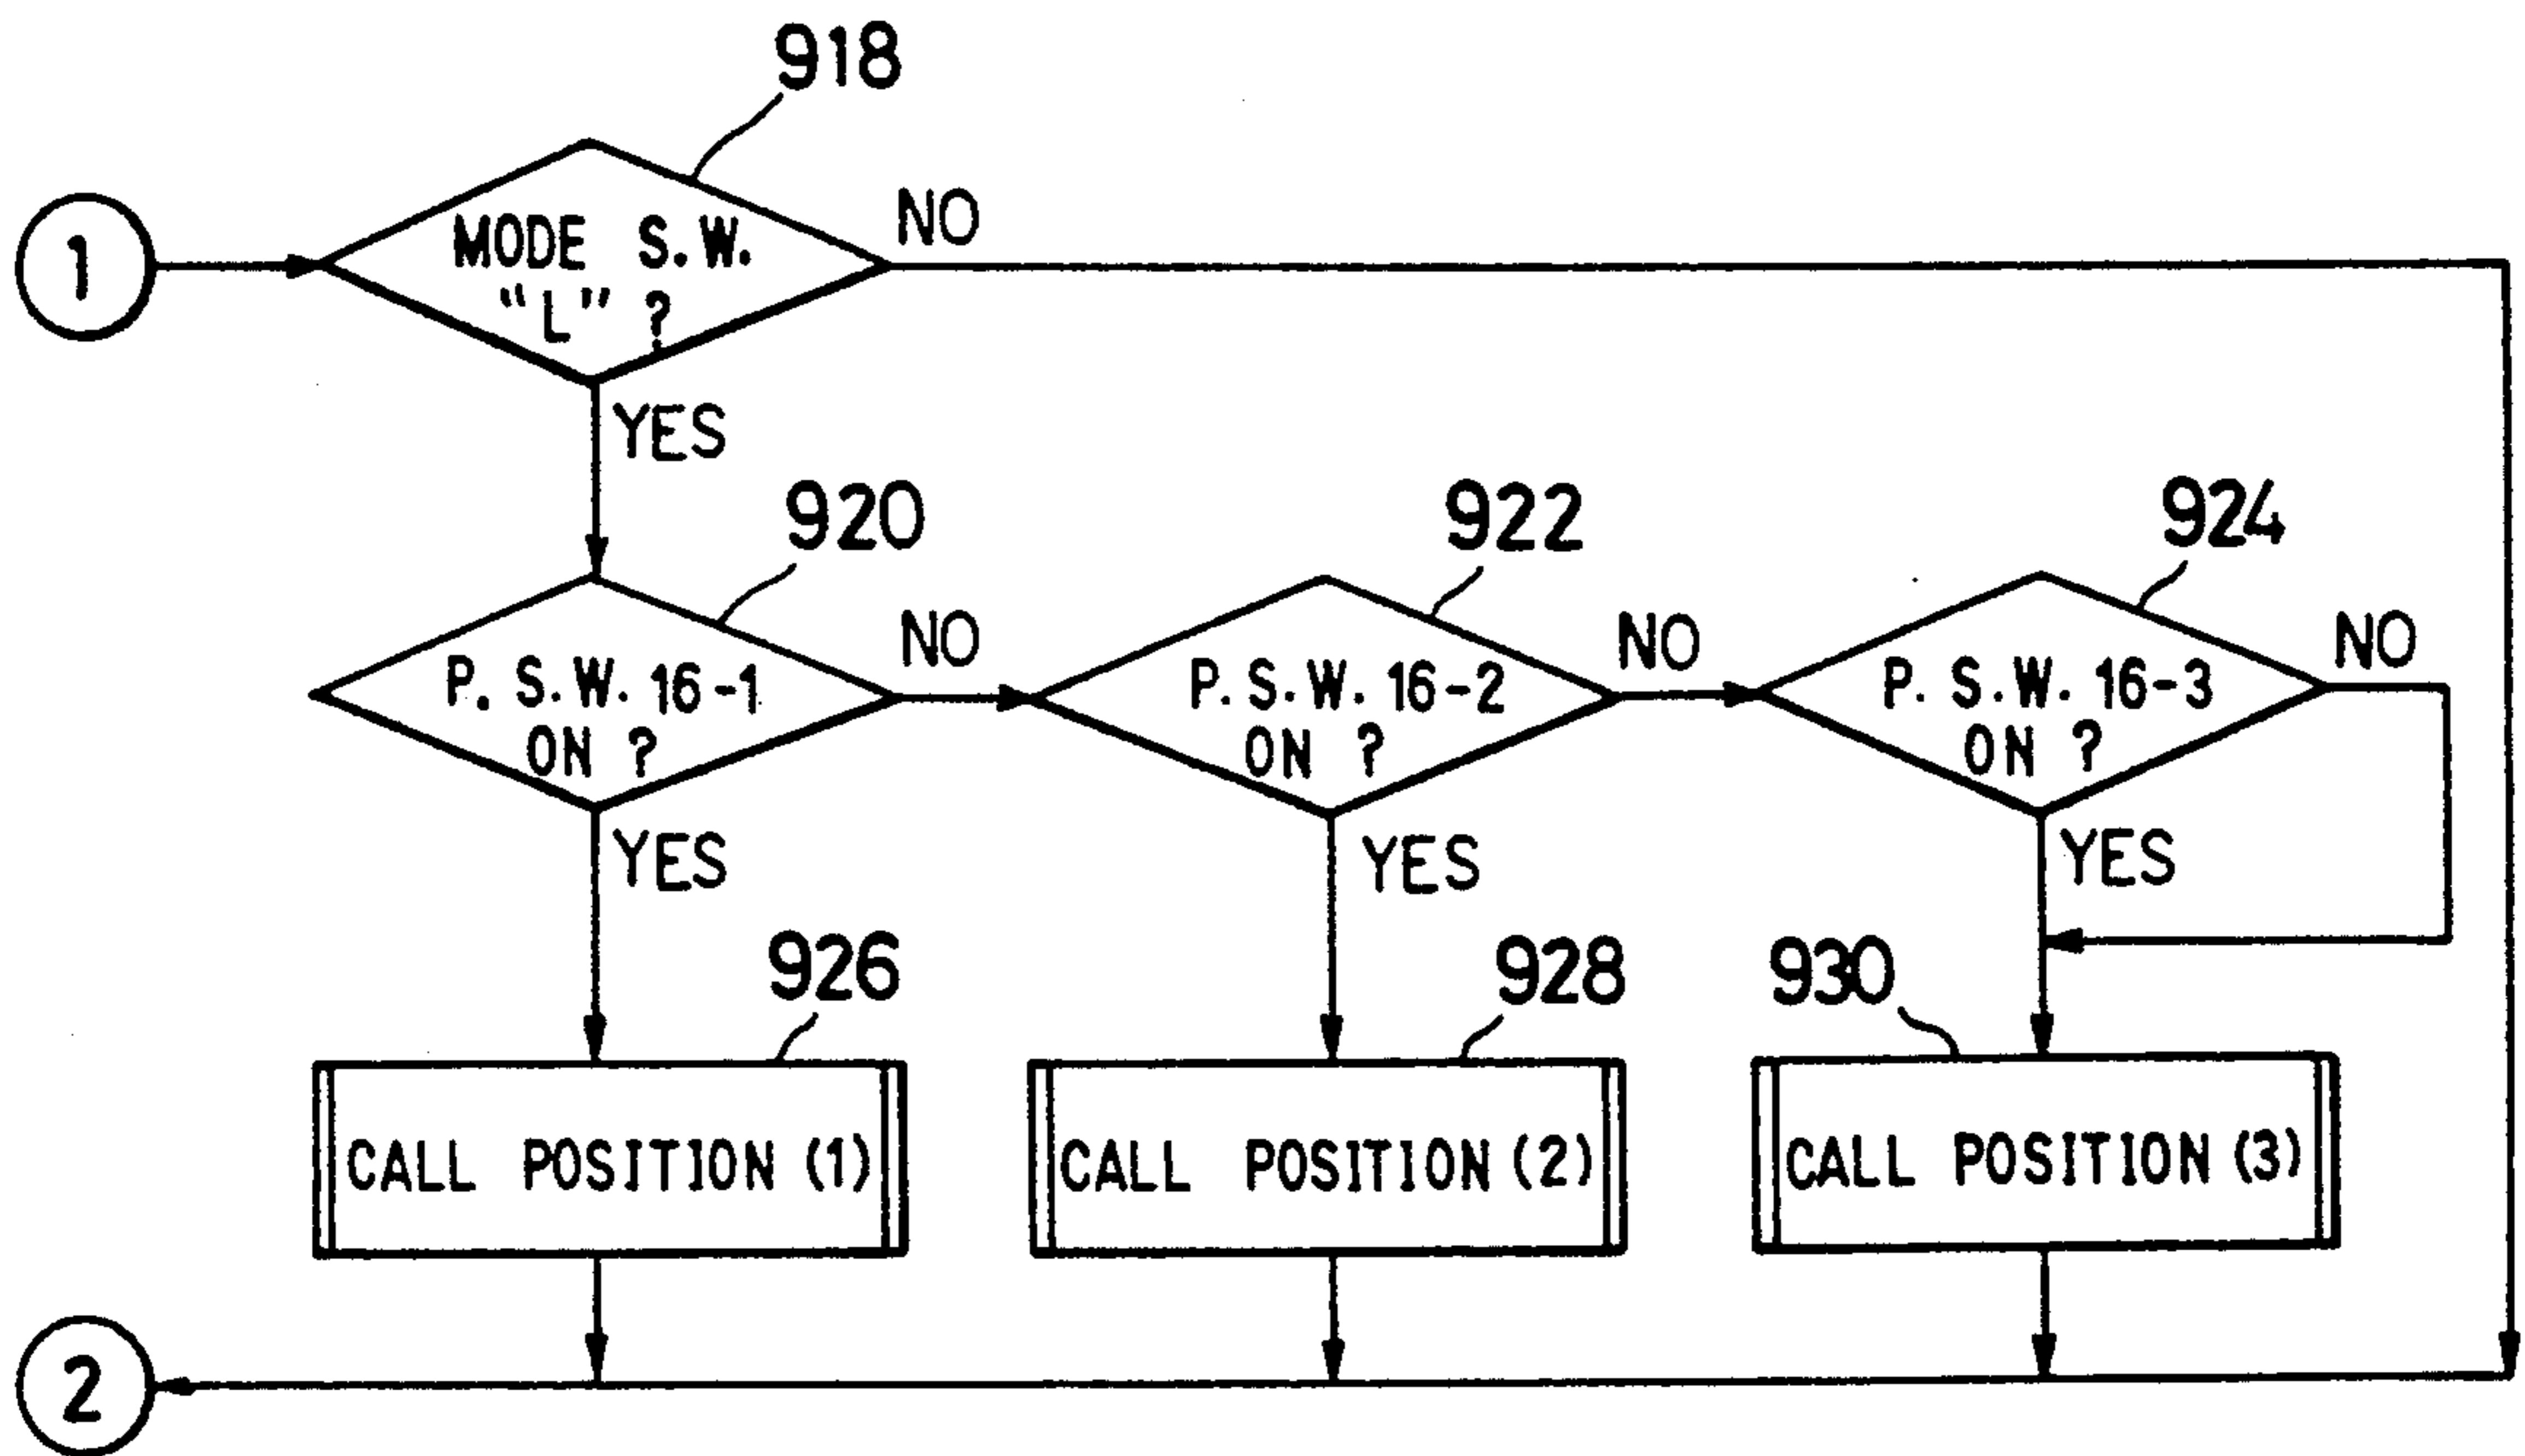 918
1
MODE S.W.
"L" ?
NO
YES
920
922
924
P. S.W. 16-1
ON ?
NO
P.S.W. 16-2
ON ?
NO
P. S.W. 16-3
ON ?
NO
YES
YES
YES
926
928
930
CALL POSITION (1)
CALL POSITION (2)
CALL POSITION (3)
2